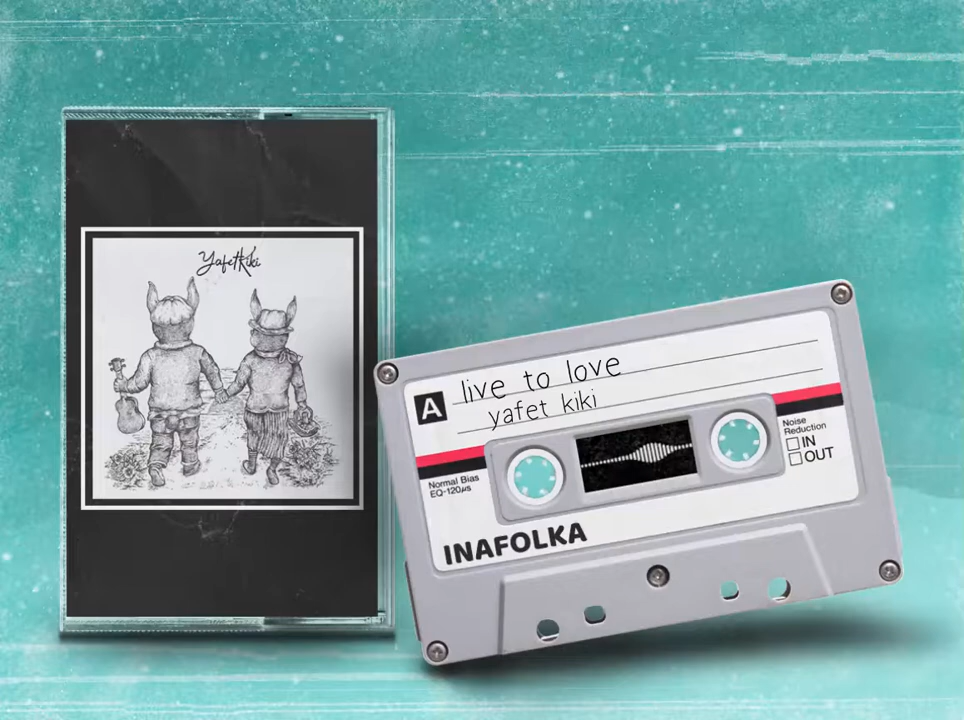 Yafetkiki
A live to love
yafet kiki
Noise
Reduction
IN
OUT
Normal Bias
EQ-120µs
INAFOLKA